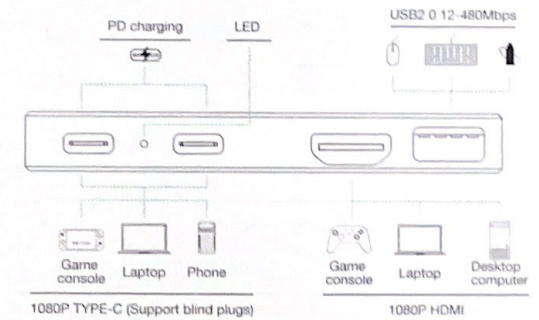 PD charging
LED
USB2 0 12-480Mbps
Game
console
Laptop
Phone
1080P TYPE-C (Support blind plugs)
Game
console
Laptop
Desktop
computer
1080P HDMI